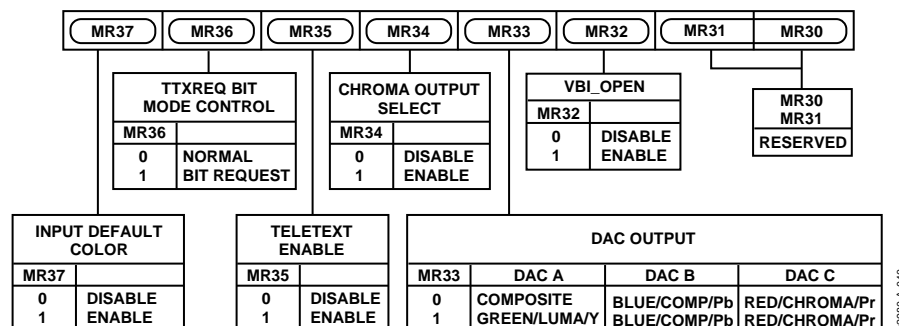 MR37 MR36 MR35 MR34 MR33 MR32 MR31 MR30
TTXREQ BIT
MODE CONTROL
MR36
0 NORMAL
1 BIT REQUEST
CHROMA OUTPUT
SELECT
MR34
0 DISABLE
1 ENABLE
VBI_OPEN
MR32
0 DISABLE
1 ENABLE
MR30
MR31
RESERVED
INPUT DEFAULT
COLOR
MR37
0 DISABLE
1 ENABLE
TELETEXT
ENABLE
MR35
0 DISABLE
1 ENABLE
DAC OUTPUT
MR33 DAC A DAC B DAC C
0 COMPOSITE BLUE/COMP/Pb RED/CHROMA/Pr
1 GREEN/LUMA/Y BLUE/COMP/Pb RED/CHROMA/Pr